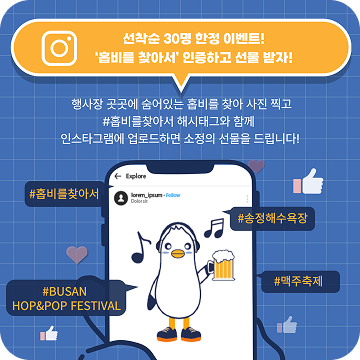 선착순 30명 한정 이벤트!
'홉비를 찾아서' 인증하고 선물 받자!
행사장 곳곳에 숨어있는 홉비를 찾아 사진 찍고
#홉비를찾아서 해시태그와 함께
인스타그램에 업로드하면 소정의 선물을 드립니다!
Explore
lorem_ipsum • Follow
Dolorsit
#홉비를찾아서
#송정해수욕장
#맥주축제
#BUSAN
HOP&POP FESTIVAL